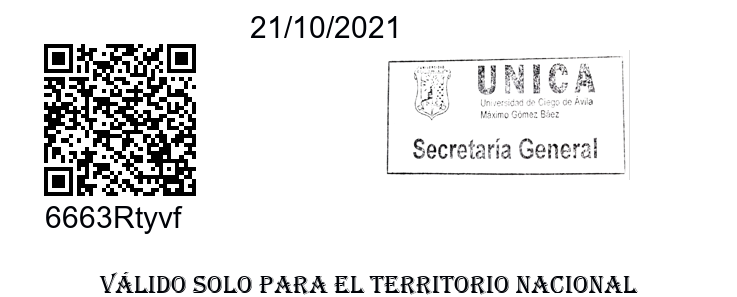 21/10/2021
UNICA
Universidad de Ciego de Ávila
Máximo Gómez Báez
Secretaría General
6663Rtyvf
VÁLIDO SOLO PARA EL TERRITORIO NACIONAL